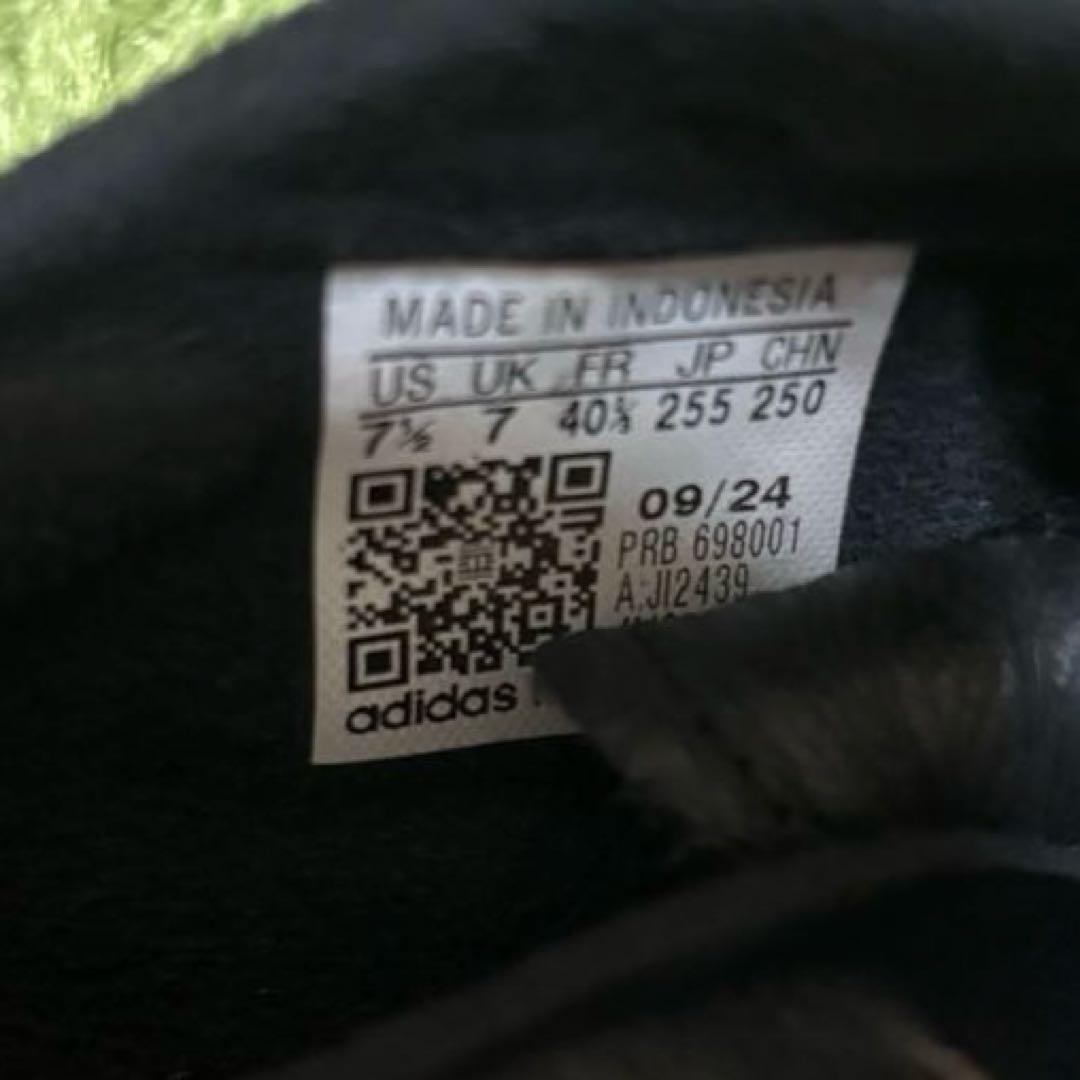 MADE IN INDONESIA
US UK FR JP CHN
7½ 7 40⅔ 255 250
09/24
PRB 698001
A:JI2439
adidas